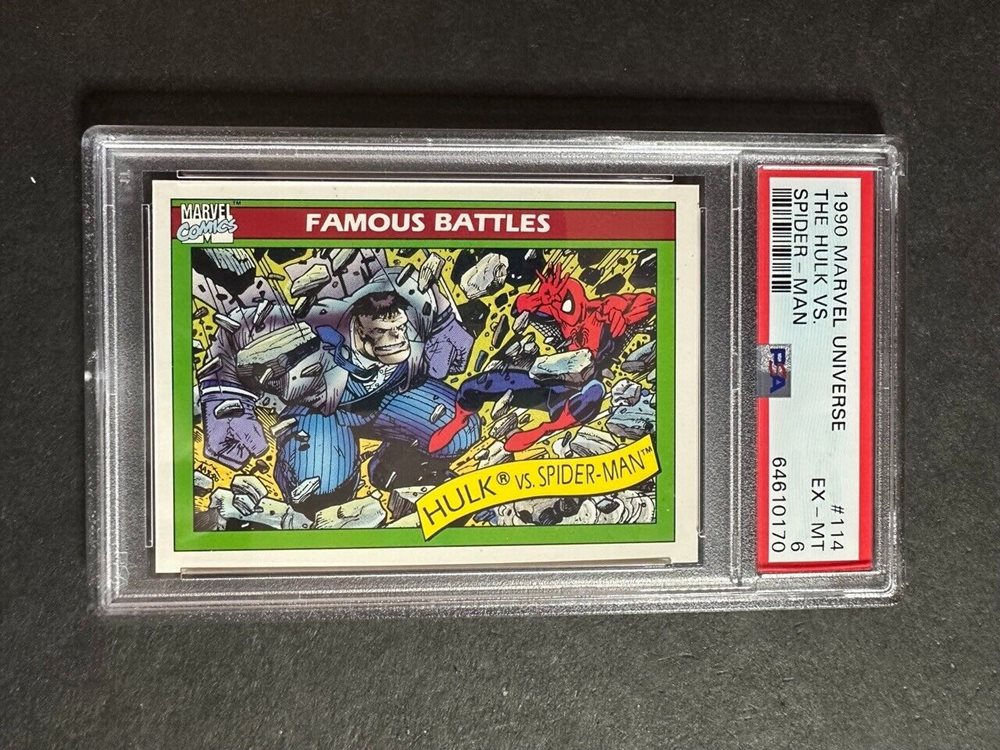 MARVEL™
COMICS
M
FAMOUS BATTLES
HULK® VS. SPIDER-MAN™
1990 MARVEL UNIVERSE #114
THE HULK VS. EX - MT
SPIDER - MAN 6
PSA 64610170